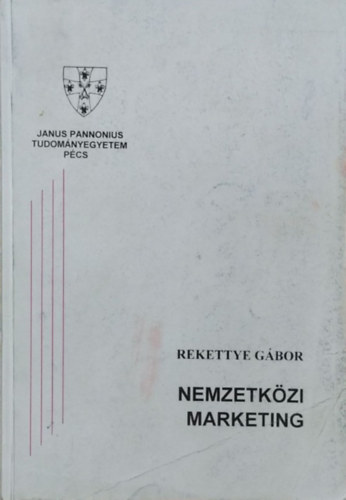 JANUS PANNONIUS
TUDOMÁNYEGYETEM
PÉCS
REKETTYE GÁBOR
NEMZETKÖZI
MARKETING